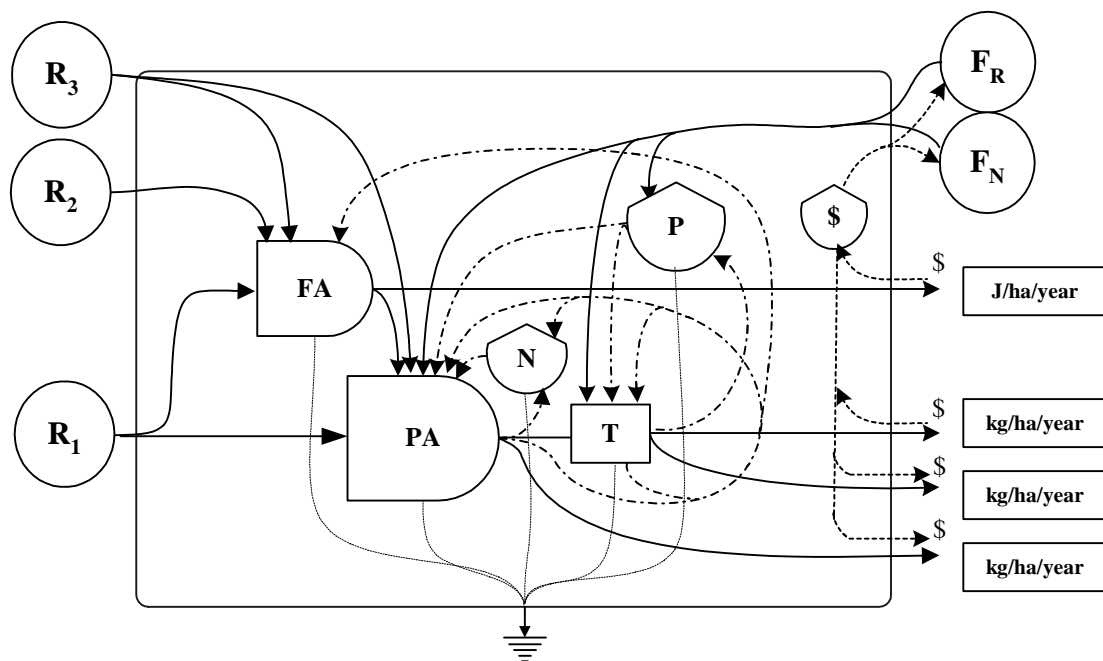 R3
FR
R2
FN
P
$
$
FA
J/ha/year
N
$
R1
PA
T
kg/ha/year
$
kg/ha/year
$
kg/ha/year